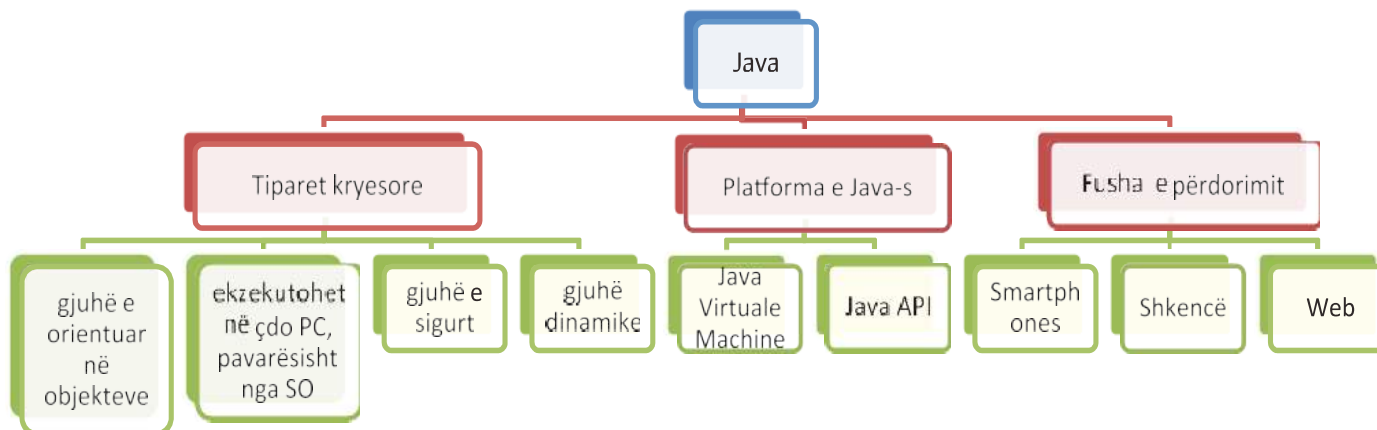 Java
Tiparet kryesore
Platforma e Java-s
Fusha e përdorimit
gjuhë e
orientuar
në
objekteve
ekzekutohet
në çdo PC,
pavarësisht
nga SO
gjuhë e
sigurt
gjuhë
dinamike
Java
Virtuale
Machine
Java API
Smartph
ones
Shkencë
Web